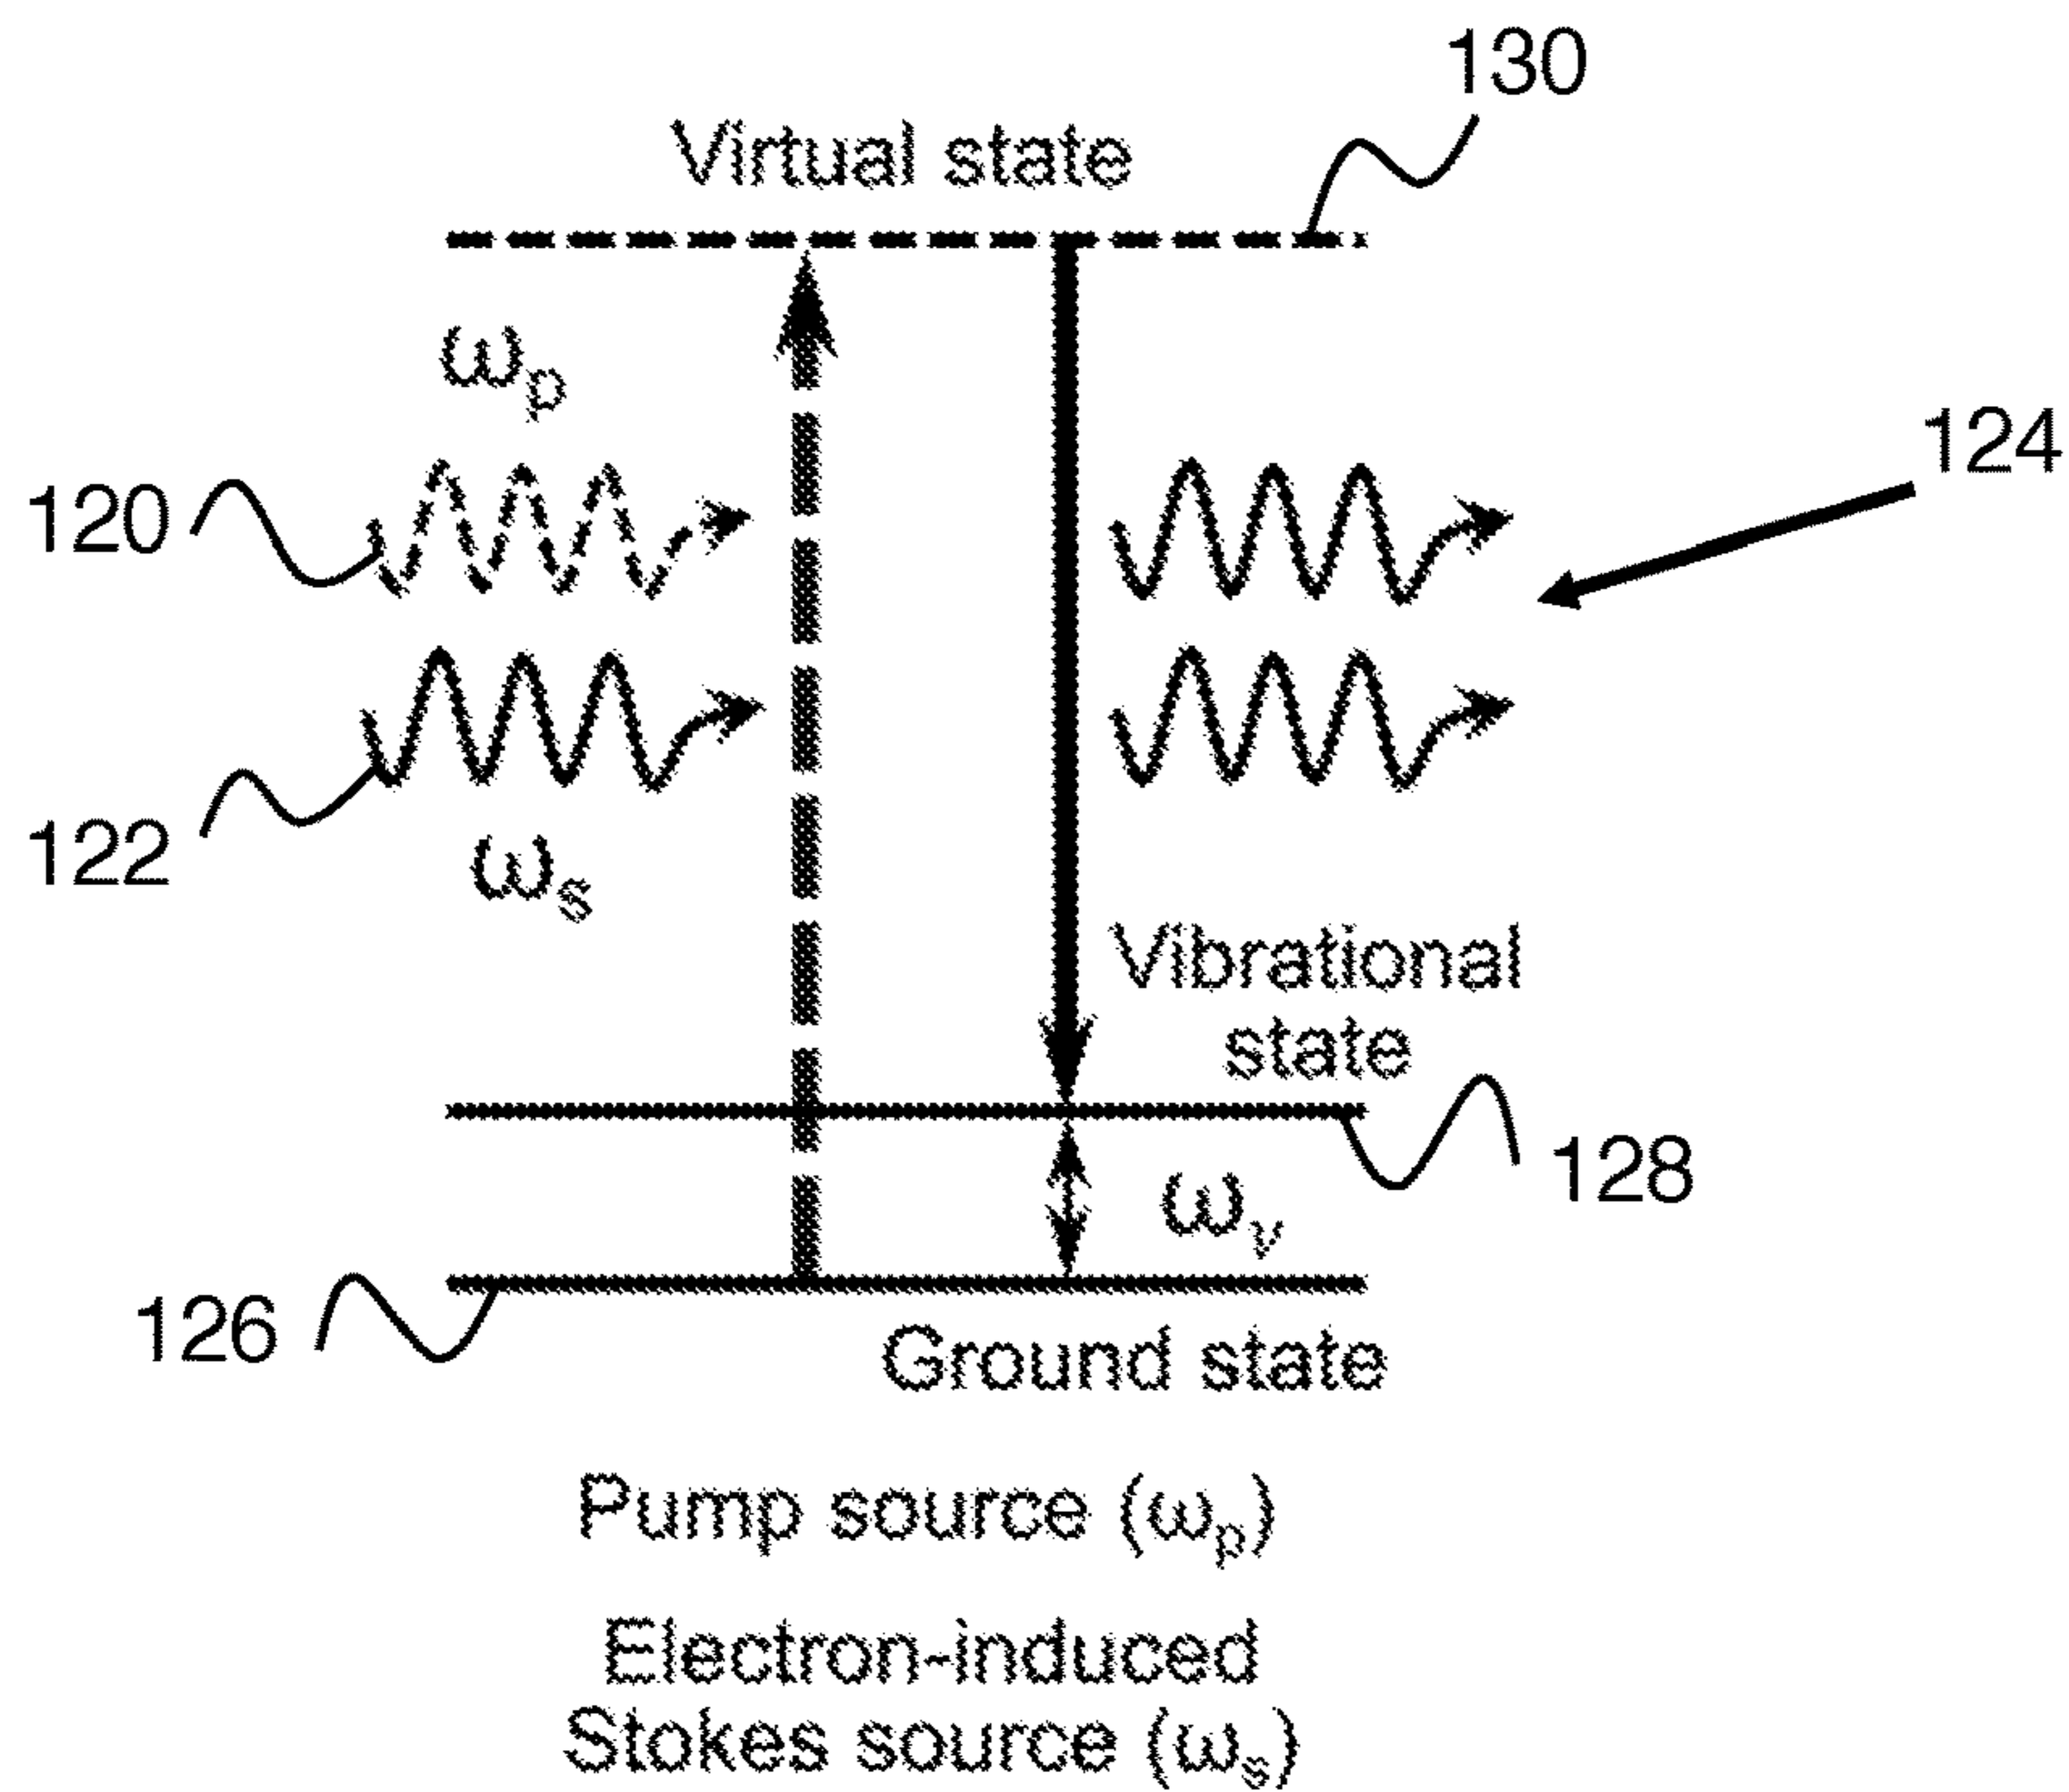 130
Virtual state
ωp
124
120
122
ωs
Vibrational
state
128
ωv
126
Ground state
Pump source (ωp)
Electron-induced
Stokes source (ωs)